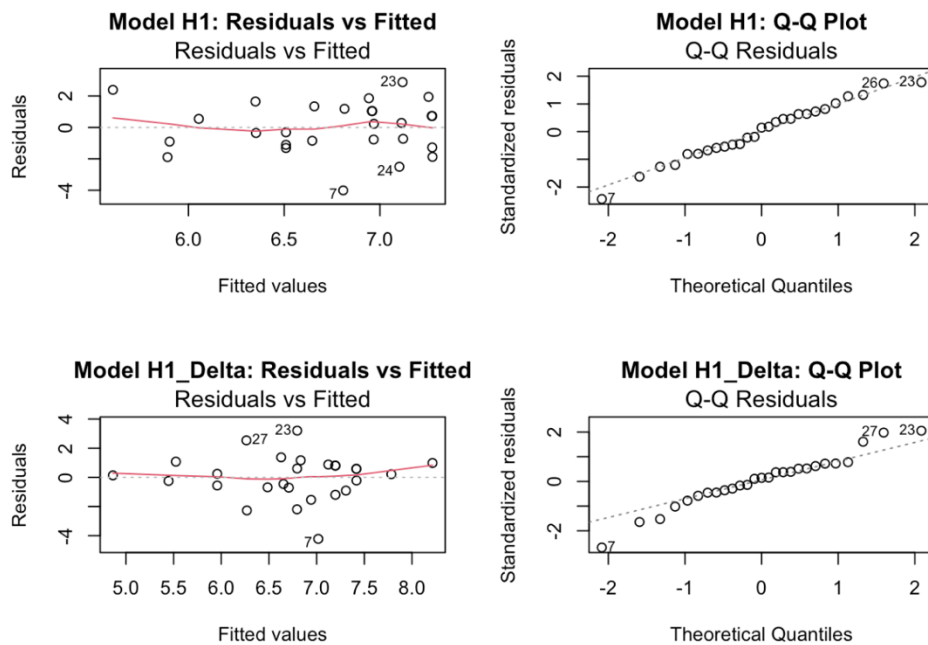 Model H1: Residuals vs Fitted
Residuals vs Fitted
Residuals
2
0
-4
23
24
7
6.0 6.5 7.0
Fitted values
Model H1: Q-Q Plot
Q-Q Residuals
Standardized residuals
2
1
0
-2
26
23
7
-2 -1 0 1 2
Theoretical Quantiles
Model H1_Delta: Residuals vs Fitted
Residuals vs Fitted
Residuals
4
2
0
-4
27
23
7
5.0 5.5 6.0 6.5 7.0 7.5 8.0
Fitted values
Model H1_Delta: Q-Q Plot
Q-Q Residuals
Standardized residuals
2
0
-2
27
23
7
-2 -1 0 1 2
Theoretical Quantiles